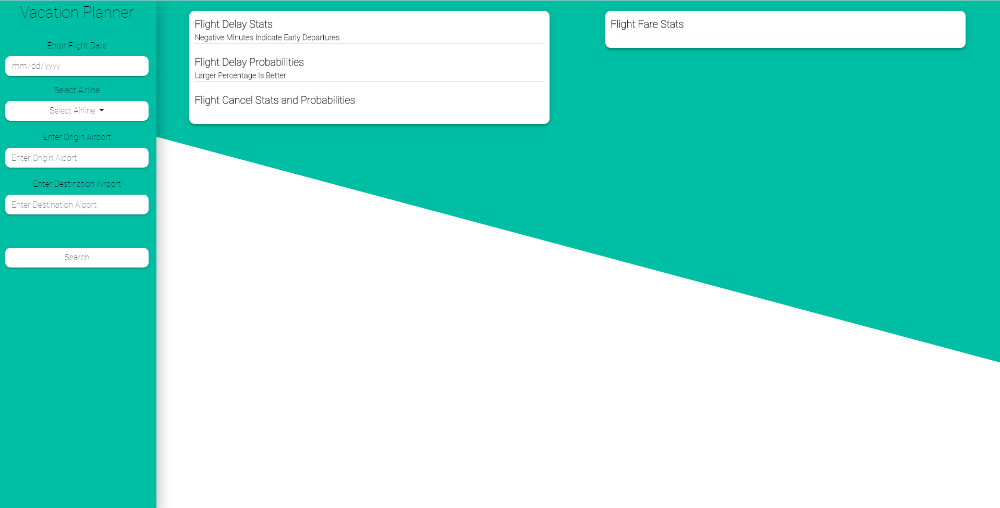 Vacation Planner
Enter Flight Date
mm/dd/yyyy
Select Airline
Select Airline
Enter Origin Airport
Enter Origin Aiport
Enter Destination Airport
Enter Destination Aiport
Search
Flight Delay Stats
Negative Minutes Indicate Early Departures
Flight Delay Probabilities
Larger Percentage Is Better
Flight Cancel Stats and Probabilities
Flight Fare Stats